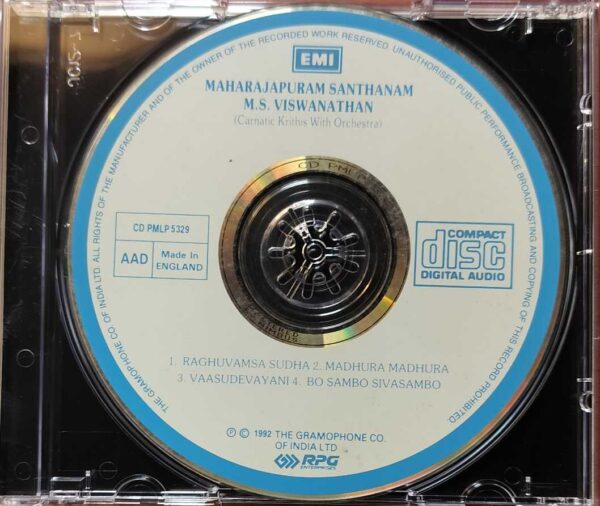 ALL RIGHTS OF THE MANUFACTURER AND OF THE OWNER OF THE RECORDED WORK RESERVED. UNAUTHORISED PUBLIC PERFORMANCE BROADCASTING AND COPYING OF THIS RECORD PROHIBITED.
THE GRAMOPHONE CO. OF INDIA LTD.
EMI
MAHARAJAPURAM SANTHANAM
M.S. VISWANATHAN
(Carnatic Krithis With Orchestra)
CD PML
CD PMLP 5329
AAD
Made in
ENGLAND
COMPACT
disc
DIGITAL AUDIO
1. RAGHUVAMSA SUDHA 2. MADHURA MADHURA
3. VAASUDEVAYANI 4. BO SAMBO SIVASAMBO
℗ © 1992 THE GRAMOPHONE CO.
OF INDIA LTD
RPG
ENTERPRISES